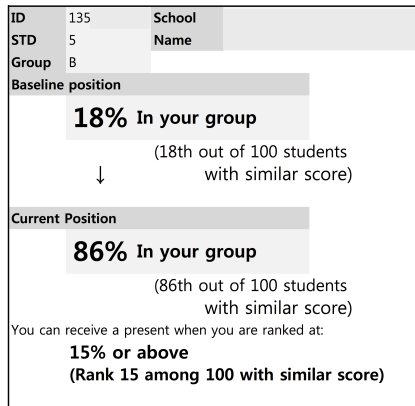 ID 135 School
STD 5 Name
Group B
Baseline position
18% In your group
(18th out of 100 students
with similar score)
↓
Current Position
86% In your group
(86th out of 100 students
with similar score)
You can receive a present when you are ranked at:
15% or above
(Rank 15 among 100 with similar score)